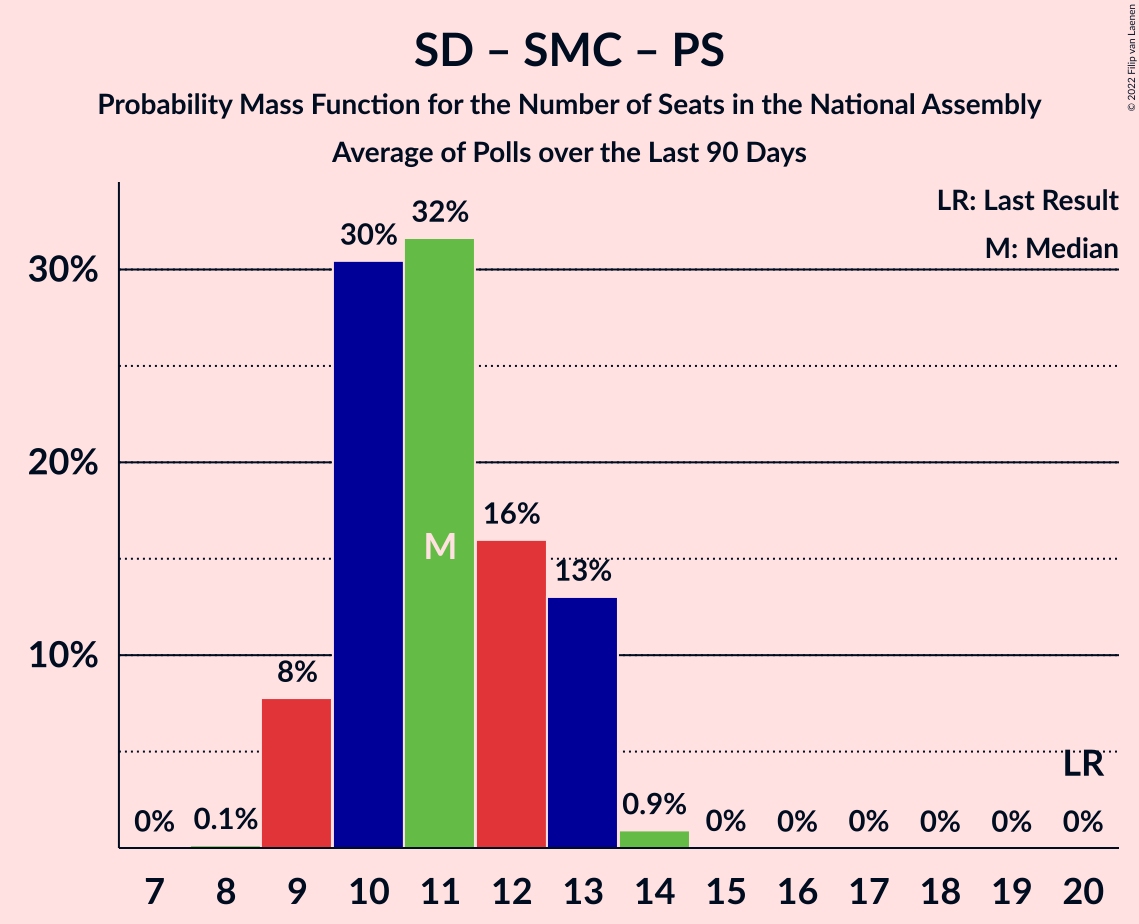 SD – SMC – PS
Probability Mass Function for the Number of Seats in the National Assembly
Average of Polls over the Last 90 Days
© 2022 Filip van Laenen
LR: Last Result
M: Median
30%
20%
10%
0%
0.1%
8%
30%
32%
M
16%
13%
0.9%
0%
0%
0%
0%
0%
LR
0%
7 8 9 10 11 12 13 14 15 16 17 18 19 20